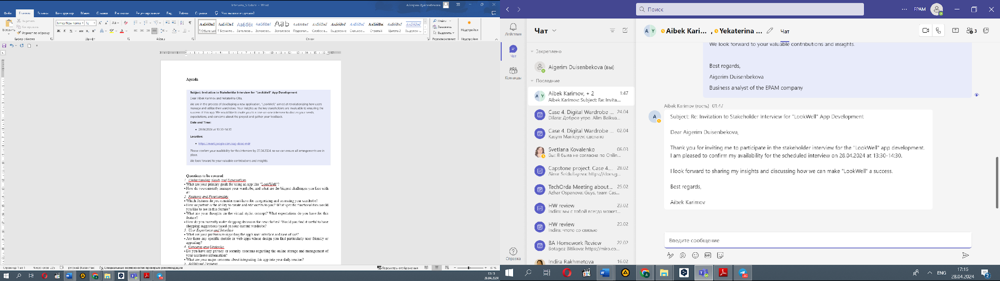 Interview_SH.docx - Word
Айгерим Дуйсенбекова
Файл Главная Вставка Конструктор Макет Ссылки Рассылки Рецензирование Вид Zotero Справка Что вы хотите сделать?
Вставить
Вырезать
Копировать
Формат по образцу
Буфер обмена
Times New Roma
12
Шрифт
Абзац
1 Обычный
1 Без инте...
Заголово...
Заголово...
Заголовок
Подзагол...
Слабое в...
Выделение
Сильное...
Строгий
Цитата 2
Выделенн...
Стили
Найти
Заменить
Выделить
Редактирование
Надстройки
Надстройки
Agenda
Subject: Invitation to Stakeholder Interview for "LookWell" App Development
Dear Aibek Karimov and Yekaterina Olta,
We are in the process of developing a new application, "LookWell," aimed at revolutionizing how users
manage and utilize their wardrobes. Your insights as the key stakeholders are invaluable to ensuring the
success of this app. We would like to invite you to a one-on-one interview to discuss your needs,
expectations, and concerns about the project and gather your feedback.
Date and Time:
• 28.04.2024 at 13:30-14:30
Location:
Please confirm your availability for this interview by 27.04.2024, so we can ensure all arrangements are in
place.
We look forward to your valuable contributions and insights.
Questions to be covered
1. Understanding Needs and Expectations
• What are your primary goals for using an app like "LookWell"?
• How do you currently manage your wardrobe, and what are the biggest challenges you face with
it?
2. Features and Functionality
• Which features do you consider must-have for categorizing and accessing your wardrobe?
• How important is the ability to create and edit outfits to you? What specific functionalities would
you like to see in this feature?
• What are your thoughts on the virtual stylist concept? What expectations do you have for this
feature?
• How do you currently make shopping decisions for new clothes? Would you find it useful to have
shopping suggestions based on your current wardrobe?
3. User Experience and Interface
• What are your preferences regarding the app's user interface and ease of use?
• Are there any specific mobile or web apps whose design you find particularly user friendly or
appealing?
4. Concerns and Obstacles
• Do you have any privacy or security concerns regarding the online storage and management of
your wardrobe information?
• What are your major concerns about integrating this app into your daily routine?
5. Additional Features
Страница 1 из 1 Число слов: 225 русский (Казахстан) Специальные возможности: проверьте рекомендации
Параметры отображения
17:15
28.04.2024
Поиск
EPAM
Действия
Чат
Команды
Справка
Чат
Закреплено
Aigerim Duisenbekova (вы)
Последние
Aibek Karimov, + 2 1:47
Aibek Karimov: Subject: Re: Invita...
Case 4. Digital Wardrobe ... 24.04
Dilara: Доброе утро. Alim Baikua...
Case 4. Digital Wardrobe ... 02.04
Kasym Mankeyev: сделано
Svetlana Kovalenko 06.03
Вы: Я была не согласна по Onlin...
Capstone project. Case 4.... 28.02
Ainur Seidullayeva: https://docs.g...
TechOrda Meeting about... 25.02
Azhar Ospanova: Guys, team Cas...
HW review 23.02
Indira: мы с тобой всегда может...
HW review 23.02
Indira: чтото со связью
BA Homework Review 22.02
Botagoz Bitikova: https://miro.co...
Indira Rakhmetova 16.02
A Y Aibek Kari... , Yekaterina ... Чат
3
We look forward to your valuable contributions and insights.
Best regards,
Aigerim Duisenbekova
Business analyst of the EPAM company
Aibek Karimov (гость) 01:47
A
Subject: Re: Invitation to Stakeholder Interview for "LookWell" App Development
Dear Aigerim Duisenbekova,
Thank you for inviting me to participate in the stakeholder interview for the "LookWell" app development.
I am pleased to confirm my availability for the scheduled interview on 28.04.2024 at 13:30-14:30.
I look forward to sharing my insights and discussing how we can make "LookWell" a success.
Best regards,
Aibek Karimov
Введите сообщение
GIF
ENG
17:15
28.04.2024
2